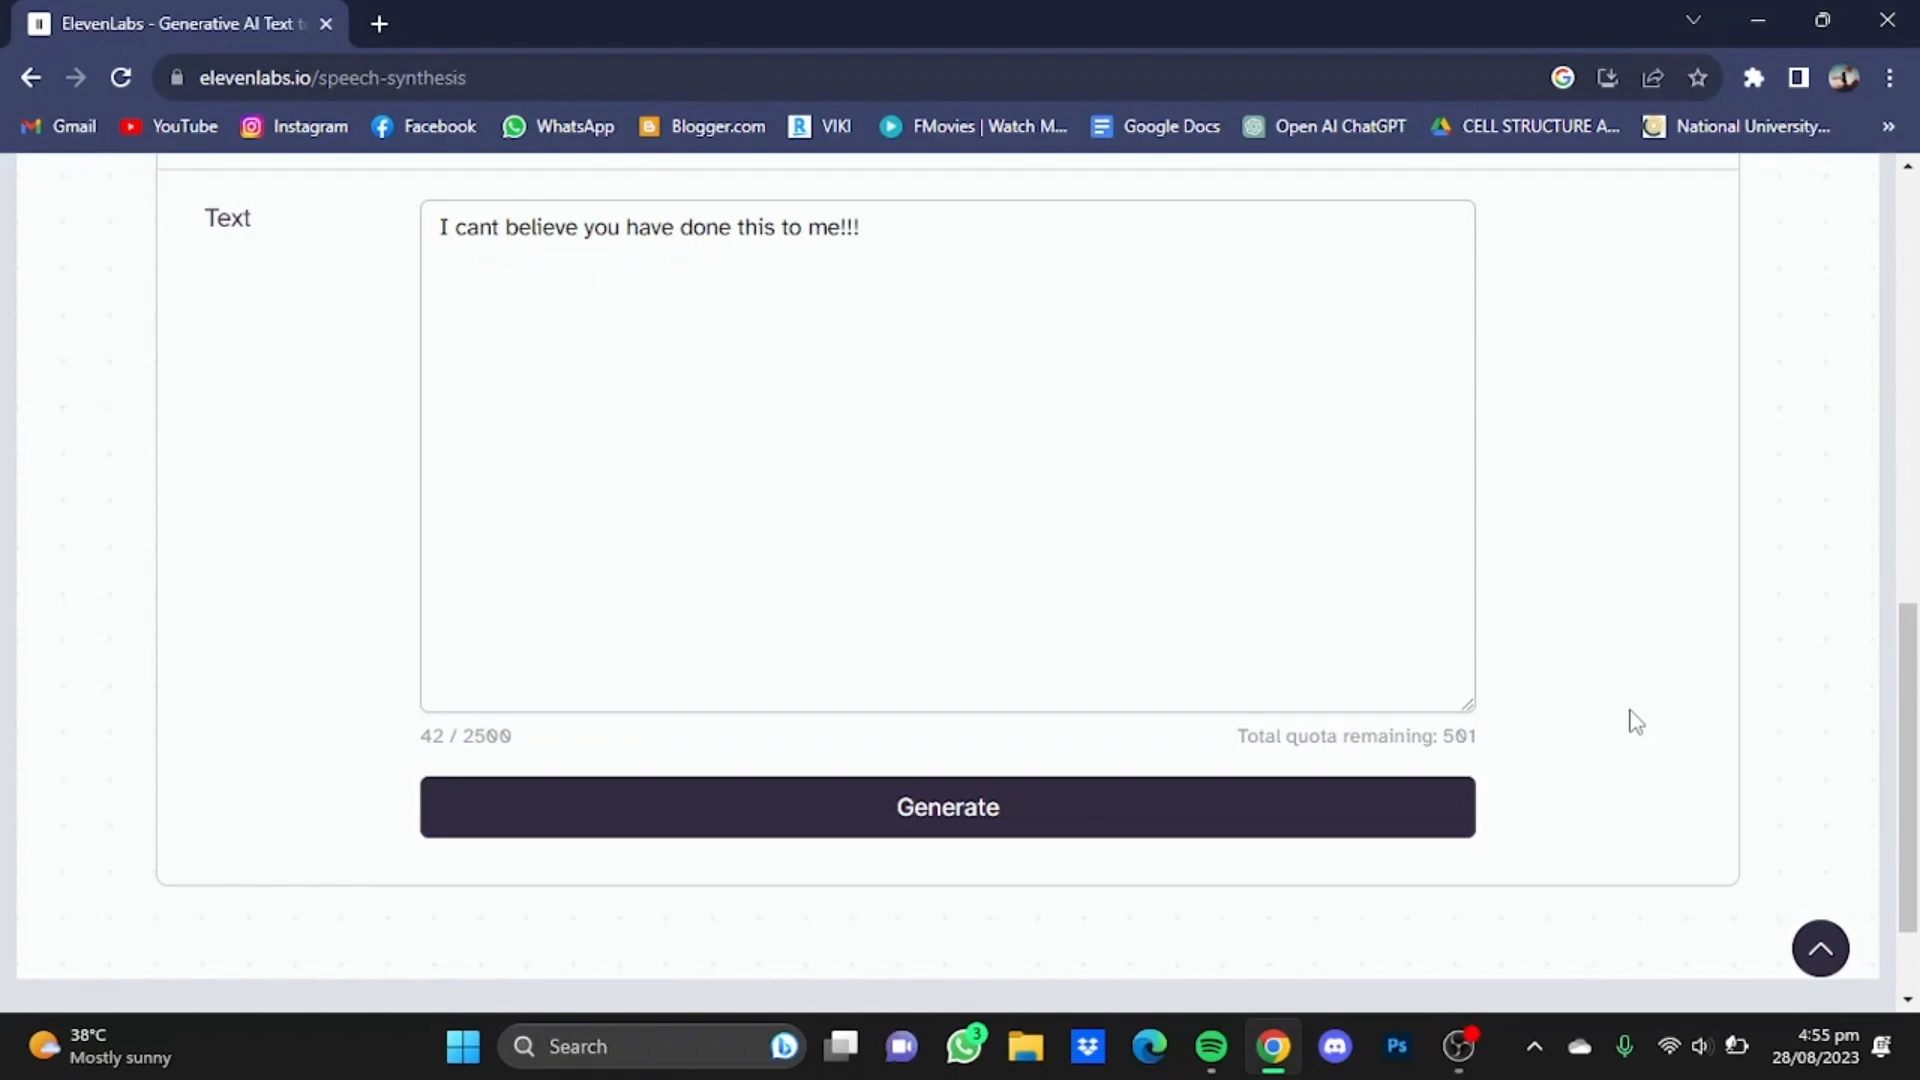 ElevenLabs - Generative AI Text t
elevenlabs.io/speech-synthesis
Gmail YouTube Instagram Facebook WhatsApp Blogger.com VIKI FMovies | Watch M... Google Docs Open AI ChatGPT CELL STRUCTURE A... National University... »
Text
I cant believe you have done this to me!!!
42 / 2500 Total quota remaining: 501
Generate
38°C
Mostly sunny
Search
3
Ps
4:55 pm
28/08/2023